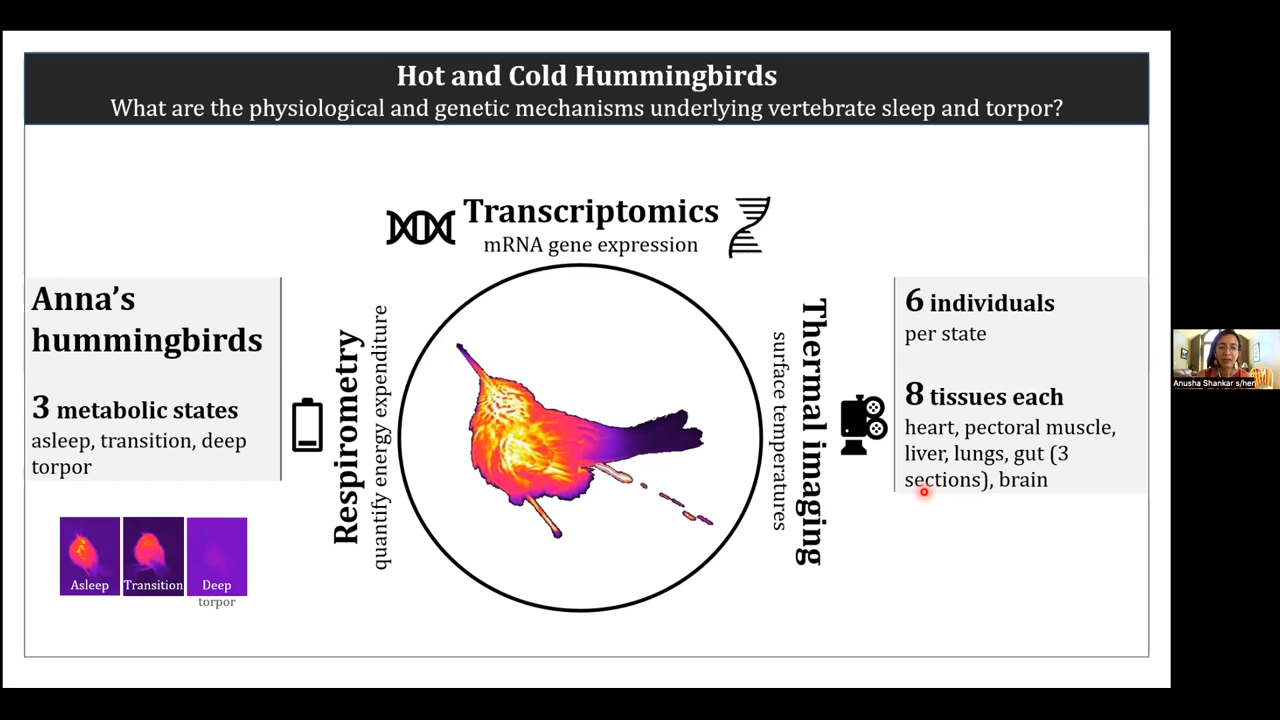 Hot and Cold Hummingbirds
What are the physiological and genetic mechanisms underlying vertebrate sleep and torpor?
Transcriptomics
mRNA gene expression
Anna’s
hummingbirds
3 metabolic states
asleep, transition, deep
torpor
Asleep
Transition
Deep
torpor
Respirometry
quantify energy expenditure
Thermal imaging
surface temperatures
6 individuals
per state
8 tissues each
heart, pectoral muscle,
liver, lungs, gut (3
sections), brain
Anusha Shankar s/her